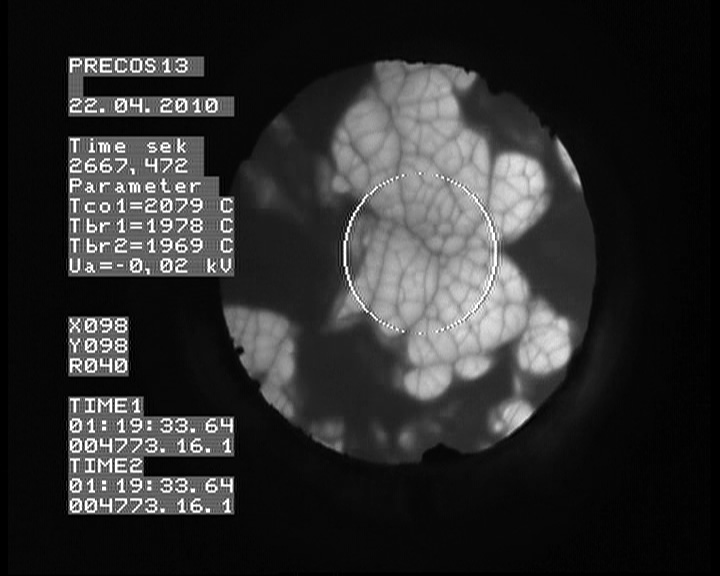 PRECOS13
22.04.2010
Time sek
2667,472
Parameter
Tco1=2079 C
Tbr1=1978 C
Tbr2=1969 C
Ua=-0,02 kV
X098
Y098
R040
TIME1
01:19:33.64
004773.16.1
TIME2
01:19:33.64
004773.16.1